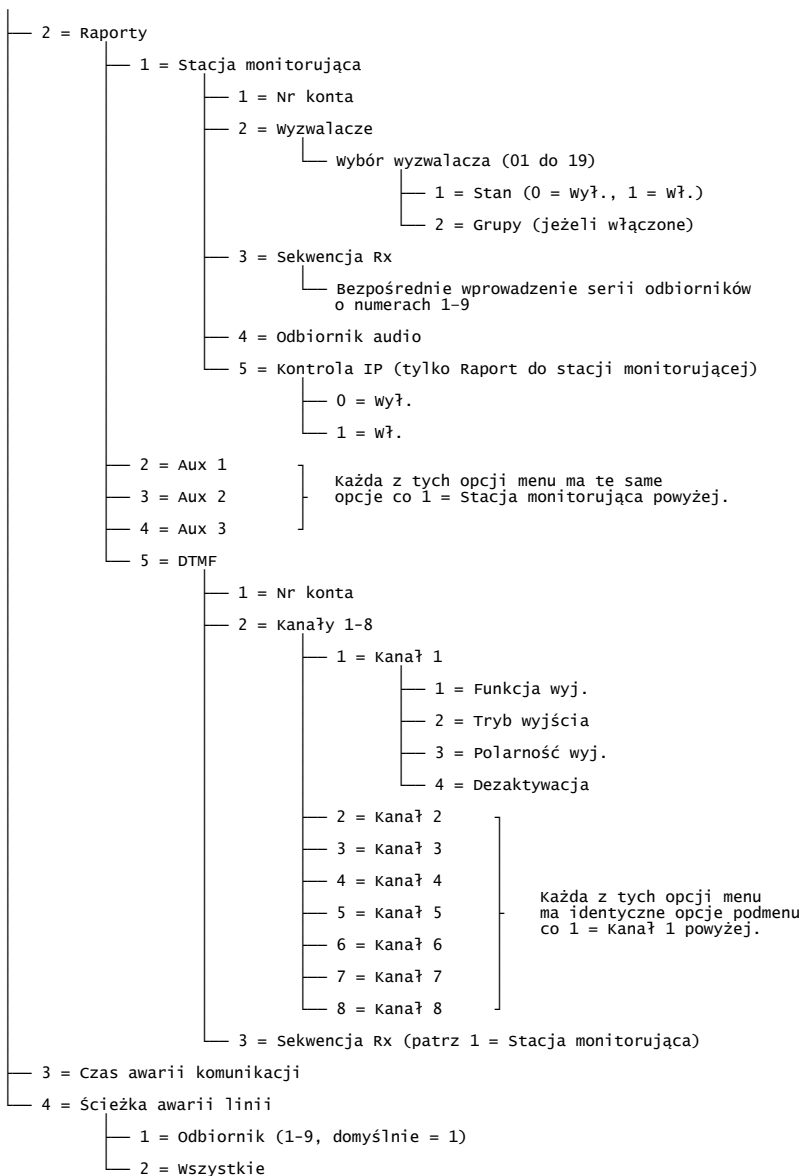 2 = Raporty
1 = Stacja monitorująca
1 = Nr konta
2 = Wyzwalacze
Wybór wyzwalacza (01 do 19)
1 = Stan (0 = Wył., 1 = Wł.)
2 = Grupy (jeżeli włączone)
3 = Sekwencja Rx
Bezpośrednie wprowadzenie serii odbiorników
o numerach 1–9
4 = Odbiornik audio
5 = Kontrola IP (tylko Raport do stacji monitorującej)
0 = Wył.
1 = Wł.
2 = Aux 1
3 = Aux 2
4 = Aux 3
Każda z tych opcji menu ma te same
opcje co 1 = Stacja monitorująca powyżej.
5 = DTMF
1 = Nr konta
2 = Kanały 1-8
1 = Kanał 1
1 = Funkcja wyj.
2 = Tryb wyjścia
3 = Polarność wyj.
4 = Dezaktywacja
2 = Kanał 2
3 = Kanał 3
4 = Kanał 4
5 = Kanał 5
6 = Kanał 6
7 = Kanał 7
8 = Kanał 8
Każda z tych opcji menu
ma identyczne opcje podmenu
co 1 = Kanał 1 powyżej.
3 = Sekwencja Rx (patrz 1 = Stacja monitorująca)
3 = Czas awarii komunikacji
4 = Ścieżka awarii linii
1 = Odbiornik (1-9, domyślnie = 1)
2 = Wszystkie